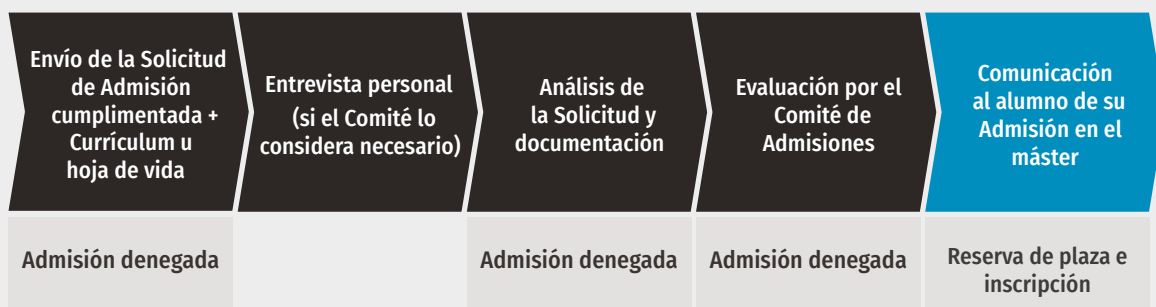 Envío de la Solicitud
de Admisión
cumplimentada +
Currículum u
hoja de vida
Entrevista personal
(si el Comité lo
considera necesario)
Análisis de
la Solicitud y
documentación
Evaluación por el
Comité de
Admisiones
Comunicación
al alumno de su
Admisión en el
máster
Admisión denegada
Admisión denegada
Admisión denegada
Reserva de plaza e
inscripción